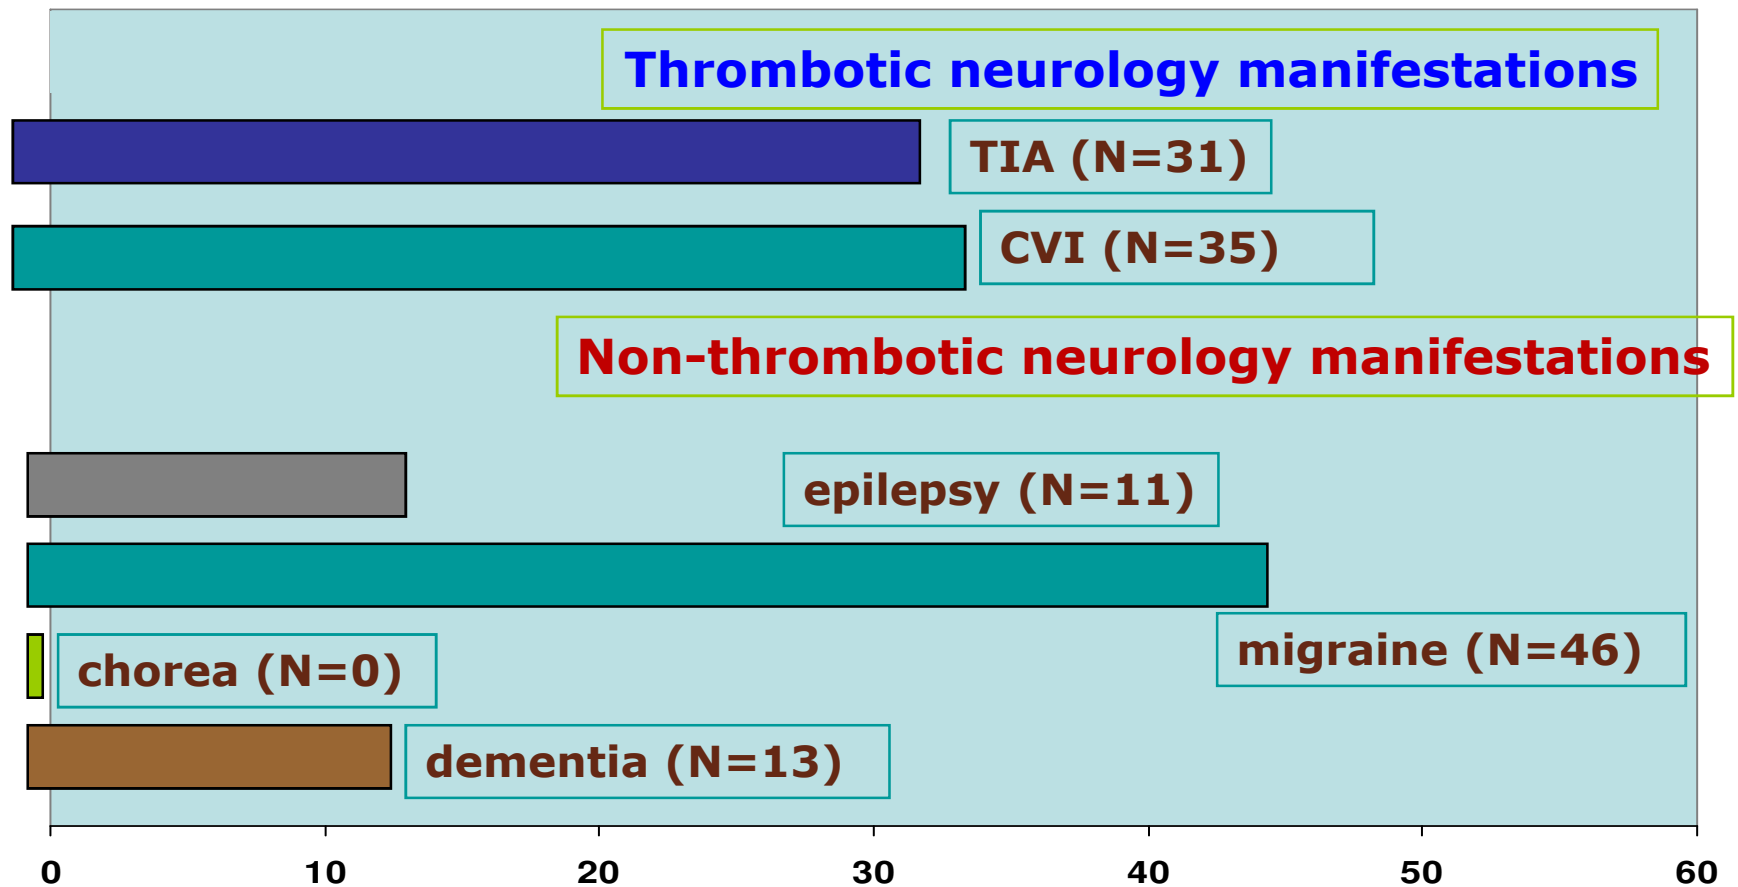 Thrombotic neurology manifestations
TIA (N=31)
CVI (N=35)
Non-thrombotic neurology manifestations
epilepsy (N=11)
migraine (N=46)
chorea (N=0)
dementia (N=13)
0 10 20 30 40 50 60